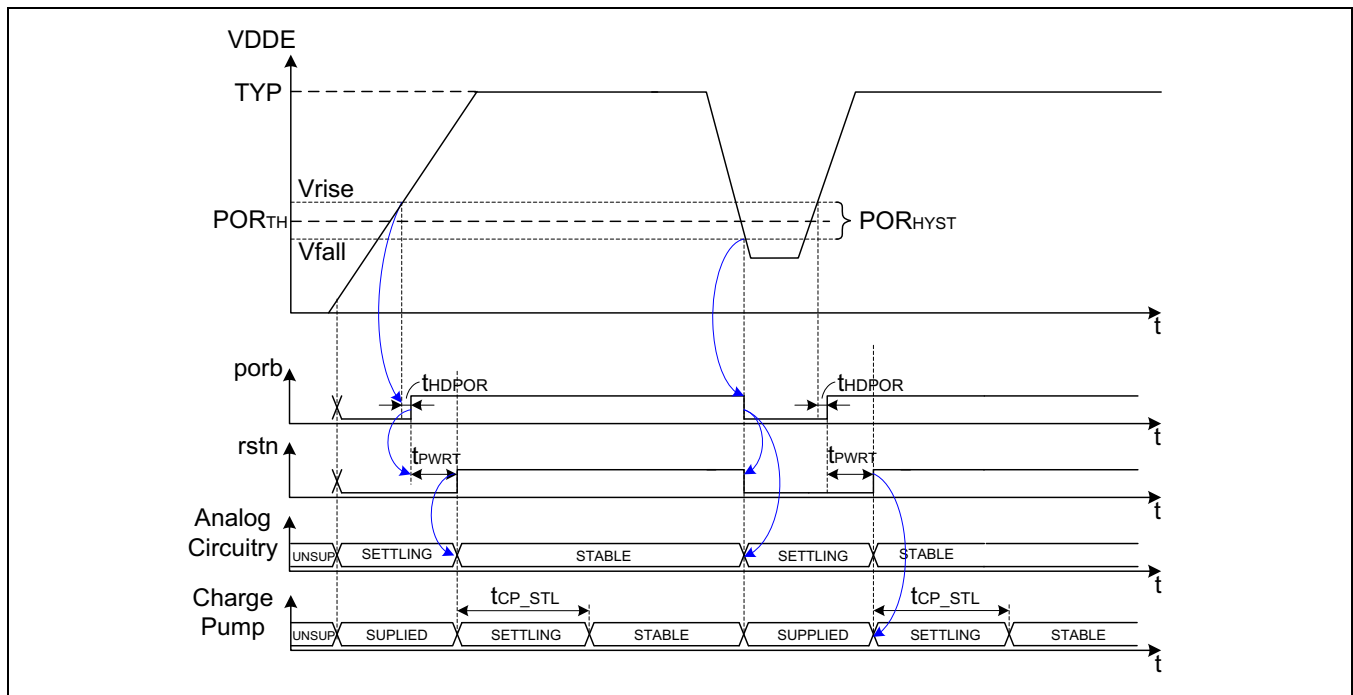 VDDE
TYP
Vrise
PORTH
PORHYST
Vfall
t
porb
tHDPOR
tHDPOR
t
rstn
tPWRT
tPWRT
t
Analog
Circuitry
UNSUP
SETTLING
STABLE
SETTLING
STABLE
t
Charge
Pump
tCP_STL
tCP_STL
UNSUP
SUPLIED
SETTLING
STABLE
SUPPLIED
SETTLING
STABLE
t